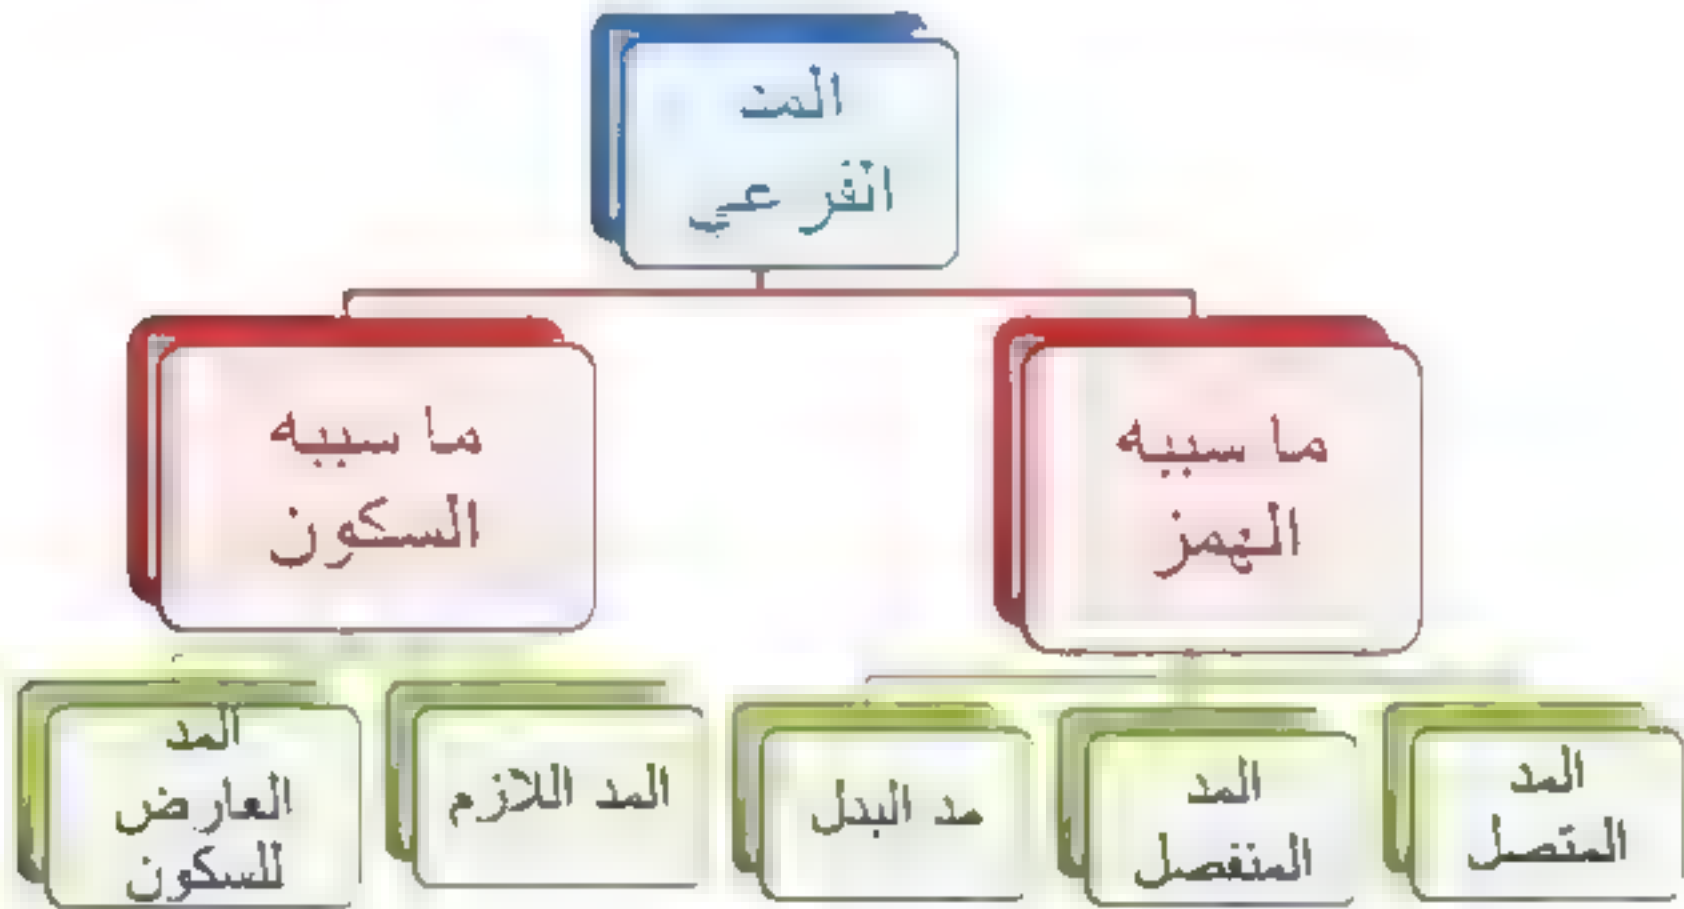 المد
الفرعي
ما سببه
الهمز
ما سببه
السكون
المد
المتصل
المد
المنفصل
مد البدل
المد اللازم
المد
العارض
للسكون